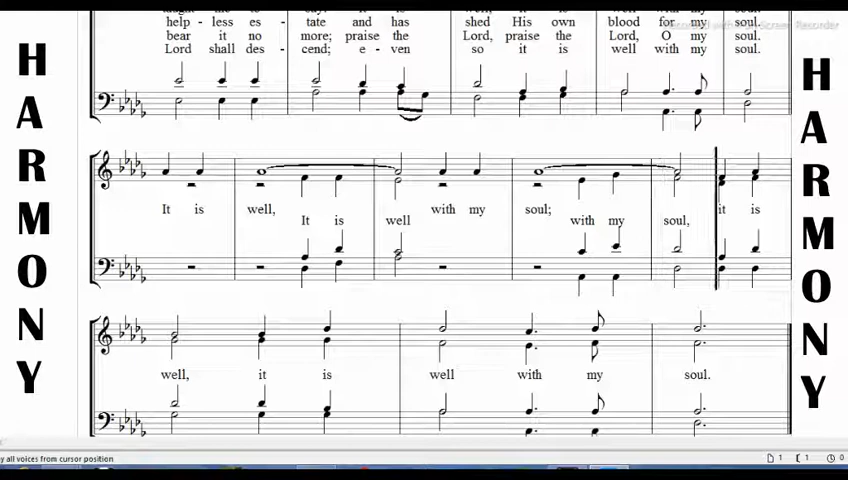 help - less es - tate and has shed His own blood for my soul.
bear it no more; praise the Lord, praise the Lord, O my soul.
Lord shall des - cend; e - ven so it is well with my soul.
HARMONY
HARMONY
It is well, with my soul; it is
It is well with my soul,
well, it is well with my soul.
all voices from cursor position
1 1 0